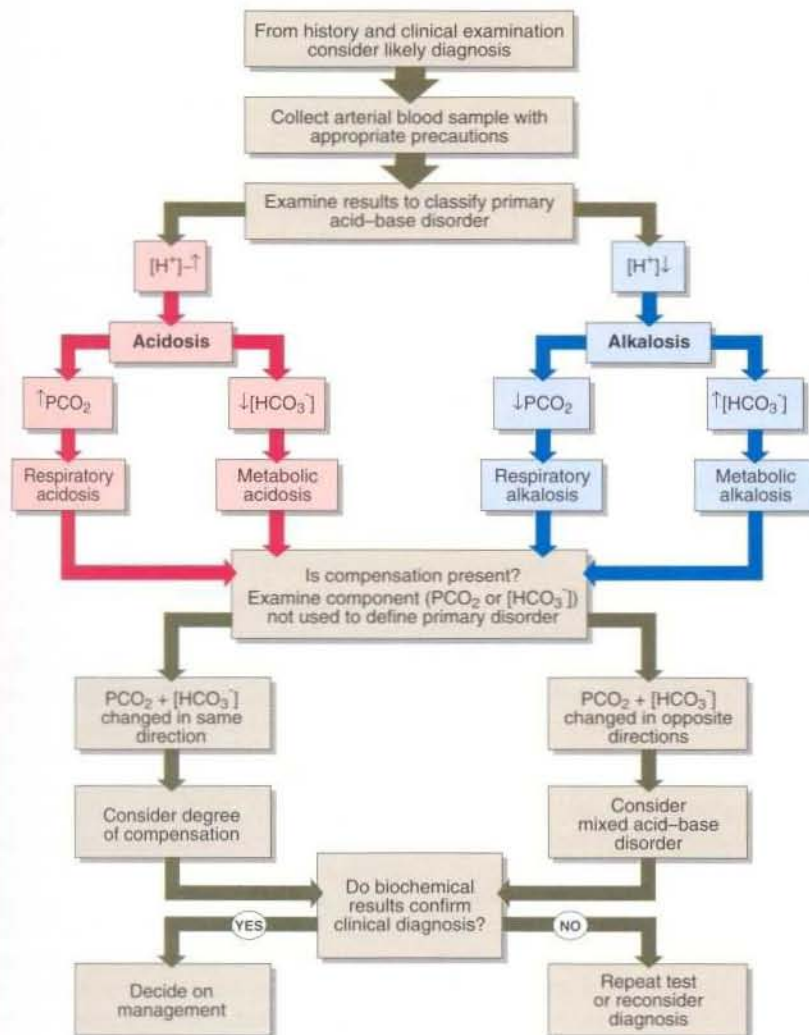 From history and clinical examination
consider likely diagnosis
Collect arterial blood sample with
appropriate precautions
Examine results to classify primary
acid–base disorder
[H⁺]–↑
[H⁺]↓
Acidosis
Alkalosis
↑PCO₂
↓[HCO₃⁻]
↓PCO₂
↑[HCO₃⁻]
Respiratory
acidosis
Metabolic
acidosis
Respiratory
alkalosis
Metabolic
alkalosis
Is compensation present?
Examine component (PCO₂ or [HCO₃⁻])
not used to define primary disorder
PCO₂ + [HCO₃⁻]
changed in same
direction
PCO₂ + [HCO₃⁻]
changed in opposite
directions
Consider degree
of compensation
Consider
mixed acid–base
disorder
Do biochemical
results confirm
clinical diagnosis?
YES
NO
Decide on
management
Repeat test
or reconsider
diagnosis